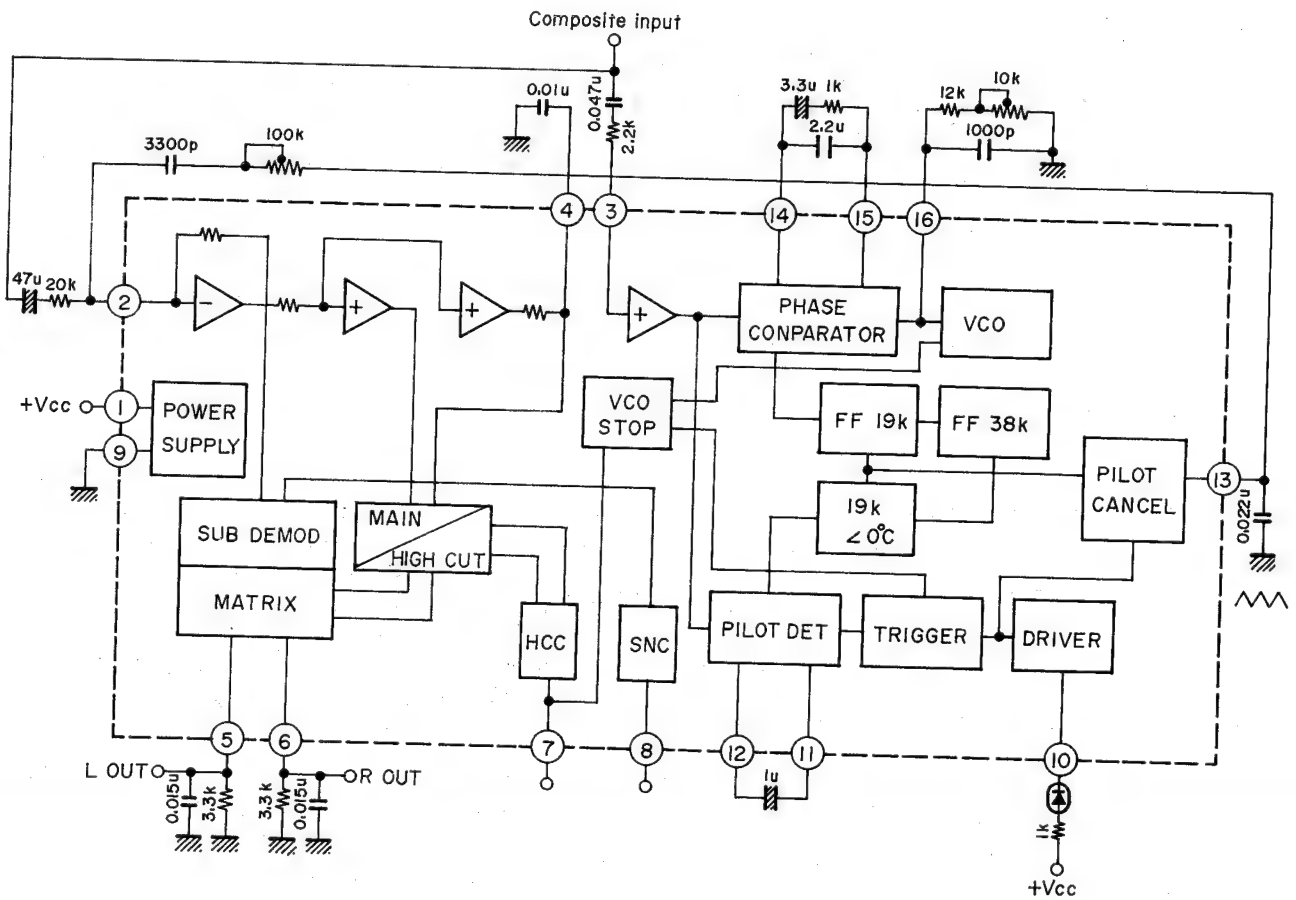 Composite input
0.01u
0.047u
2.2k
3.3u 1k
2.2u
12k
10k
1000p
3300p
100k
4
3
14
15
16
47u 20k
2
-
+
+
+
PHASE
CONPARATOR
VCO
+Vcc
1
POWER
SUPPLY
9
VCO
STOP
FF 19k
FF 38k
PILOT
CANCEL
13
0.022u
19k
∠0°C
SUB DEMOD
MATRIX
MAIN
HIGH CUT
HCC
SNC
PILOT DET
TRIGGER
DRIVER
5
6
7
8
12
11
10
L OUT
R OUT
0.015u
3.3k
3.3k
0.015u
1u
1k
+Vcc